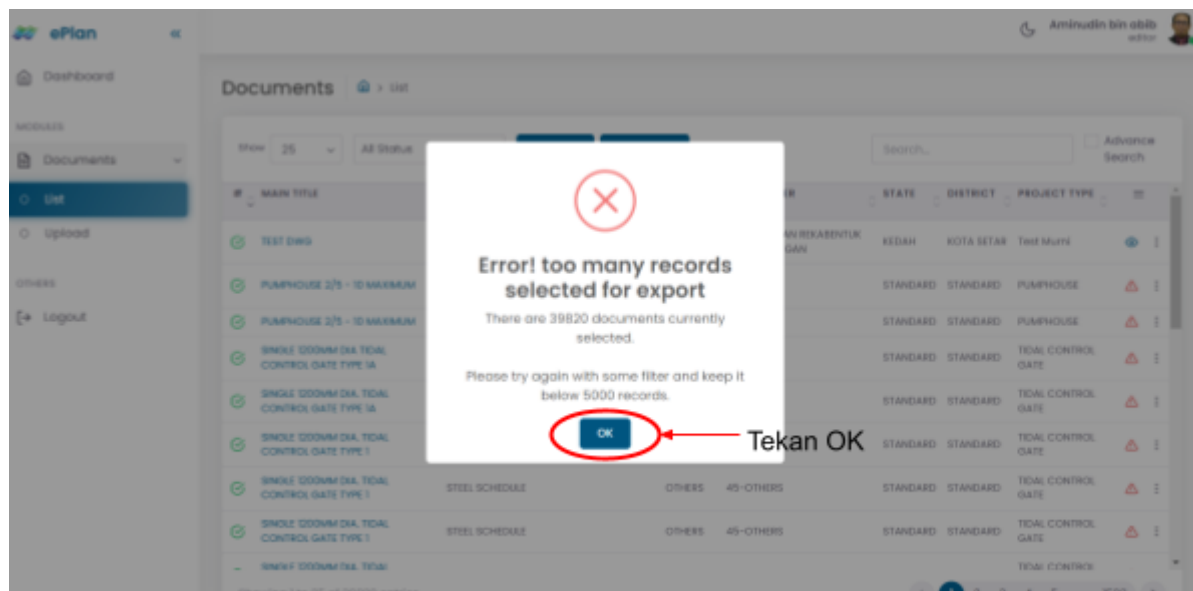 ePlan
Aminudin bin abib
editor
Dashboard
Documents
List
MODULES
Documents
Show 25 All Status
Search...
Advance
Search
List
# MAIN TITLE STATE DISTRICT PROJECT TYPE
Upload
TEST DWG KEDAH KOTA SETAR Test Murni
OTHERS
Logout
PUMPHOUSE 2/5 - 10 MAXIMUM STANDARD STANDARD PUMPHOUSE
PUMPHOUSE 2/5 - 10 MAXIMUM STANDARD STANDARD PUMPHOUSE
SINGLE 1200MM DIA. TIDAL
CONTROL GATE TYPE 1A STANDARD STANDARD TIDAL CONTROL
GATE
SINGLE 1200MM DIA. TIDAL
CONTROL GATE TYPE 1A STANDARD STANDARD TIDAL CONTROL
GATE
SINGLE 1200MM DIA. TIDAL
CONTROL GATE TYPE 1 STANDARD STANDARD TIDAL CONTROL
GATE
SINGLE 1200MM DIA. TIDAL
CONTROL GATE TYPE 1 STEEL SCHEDULE OTHERS 45-OTHERS STANDARD STANDARD TIDAL CONTROL
GATE
SINGLE 1200MM DIA. TIDAL
CONTROL GATE TYPE 1 STEEL SCHEDULE OTHERS 45-OTHERS STANDARD STANDARD TIDAL CONTROL
GATE
SINGLE 1200MM DIA. TIDAL TIDAL CONTROL
Error! too many records
selected for export
There are 39820 documents currently
selected.
Please try again with some filter and keep it
below 5000 records.
OK
Tekan OK